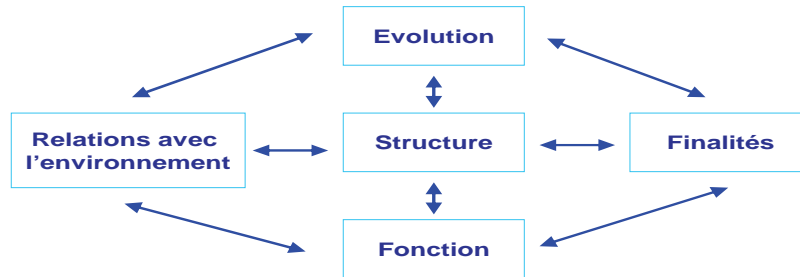 Evolution
Relations avec
l’environnement
Structure
Finalités
Fonction